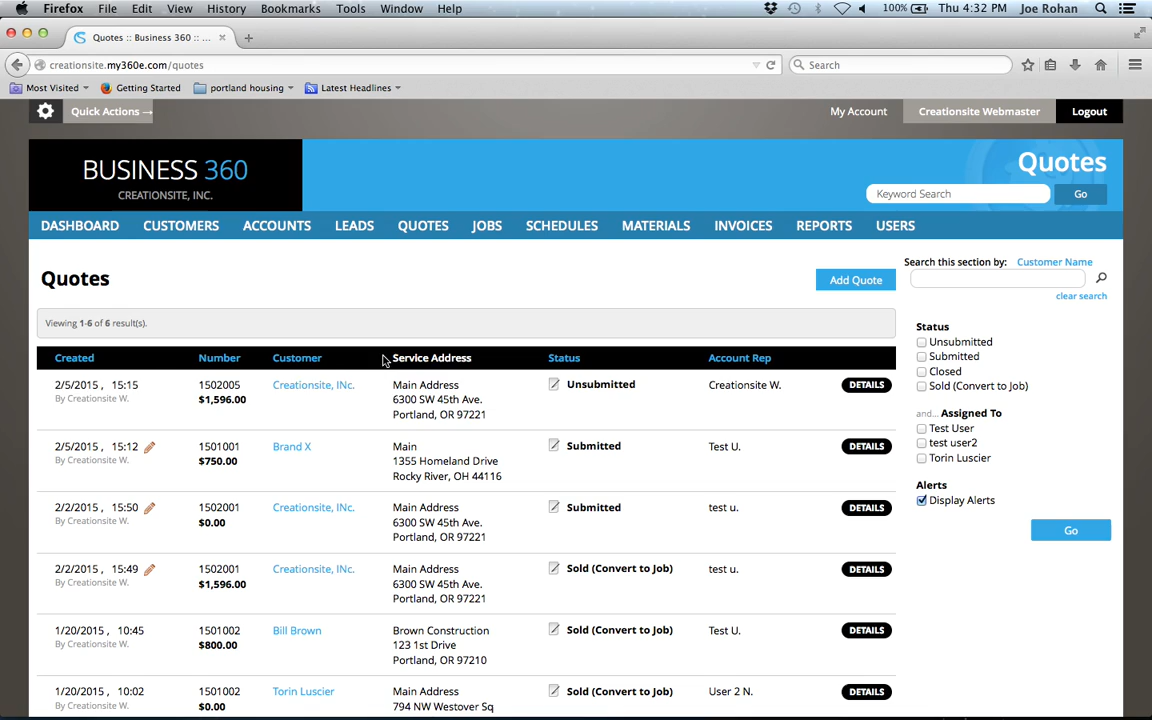 Firefox File Edit View History Bookmarks Tools Window Help 100% Thu 4:32 PM Joe Rohan
Quotes :: Business 360 :: ...
creationsite.my360e.com/quotes Search
Most Visited Getting Started portland housing Latest Headlines
Quick Actions → My Account Creationsite Webmaster Logout
BUSINESS 360
CREATIONSITE, INC.
Quotes
Keyword Search Go
DASHBOARD CUSTOMERS ACCOUNTS LEADS QUOTES JOBS SCHEDULES MATERIALS INVOICES REPORTS USERS
Quotes
Add Quote
Viewing 1-6 of 6 result(s).
Created Number Customer Service Address Status Account Rep
2/5/2015 , 15:15 1502005 Creationsite, INc. Main Address Unsubmitted Creationsite W. DETAILS
By Creationsite W. $1,596.00 6300 SW 45th Ave.
Portland, OR 97221
2/5/2015 , 15:12 1501001 Brand X Main Submitted Test U. DETAILS
By Creationsite W. $750.00 1355 Homeland Drive
Rocky River, OH 44116
2/2/2015 , 15:50 1502001 Creationsite, INc. Main Address Submitted test u. DETAILS
By Creationsite W. $0.00 6300 SW 45th Ave.
Portland, OR 97221
2/2/2015 , 15:49 1502001 Creationsite, INc. Main Address Sold (Convert to Job) test u. DETAILS
By Creationsite W. $1,596.00 6300 SW 45th Ave.
Portland, OR 97221
1/20/2015 , 10:45 1501002 Bill Brown Brown Construction Sold (Convert to Job) Test U. DETAILS
By Creationsite W. $800.00 123 1st Drive
Portland, OR 97210
1/20/2015 , 10:02 1501002 Torin Luscier Main Address Sold (Convert to Job) User 2 N. DETAILS
By Creationsite W. $0.00 794 NW Westover Sq
Search this section by: Customer Name
clear search
Status
Unsubmitted
Submitted
Closed
Sold (Convert to Job)
and... Assigned To
Test User
test user2
Torin Luscier
Alerts
Display Alerts
Go